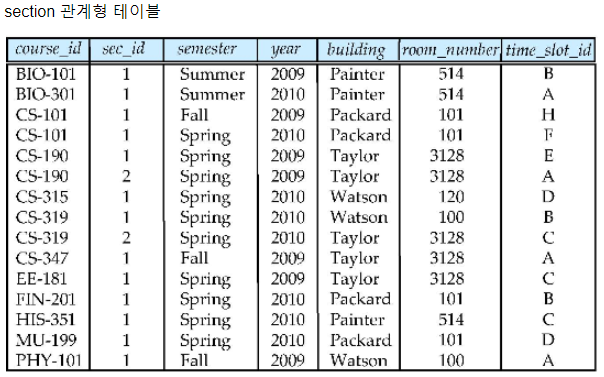 section 관계형 테이블
course_id sec_id semester year building room_number time_slot_id
BIO-101 1 Summer 2009 Painter 514 B
BIO-301 1 Summer 2010 Painter 514 A
CS-101 1 Fall 2009 Packard 101 H
CS-101 1 Spring 2010 Packard 101 F
CS-190 1 Spring 2009 Taylor 3128 E
CS-190 2 Spring 2009 Taylor 3128 A
CS-315 1 Spring 2010 Watson 120 D
CS-319 1 Spring 2010 Watson 100 B
CS-319 2 Spring 2010 Taylor 3128 C
CS-347 1 Fall 2009 Taylor 3128 A
EE-181 1 Spring 2009 Taylor 3128 C
FIN-201 1 Spring 2010 Packard 101 B
HIS-351 1 Spring 2010 Painter 514 C
MU-199 1 Spring 2010 Packard 101 D
PHY-101 1 Fall 2009 Watson 100 A